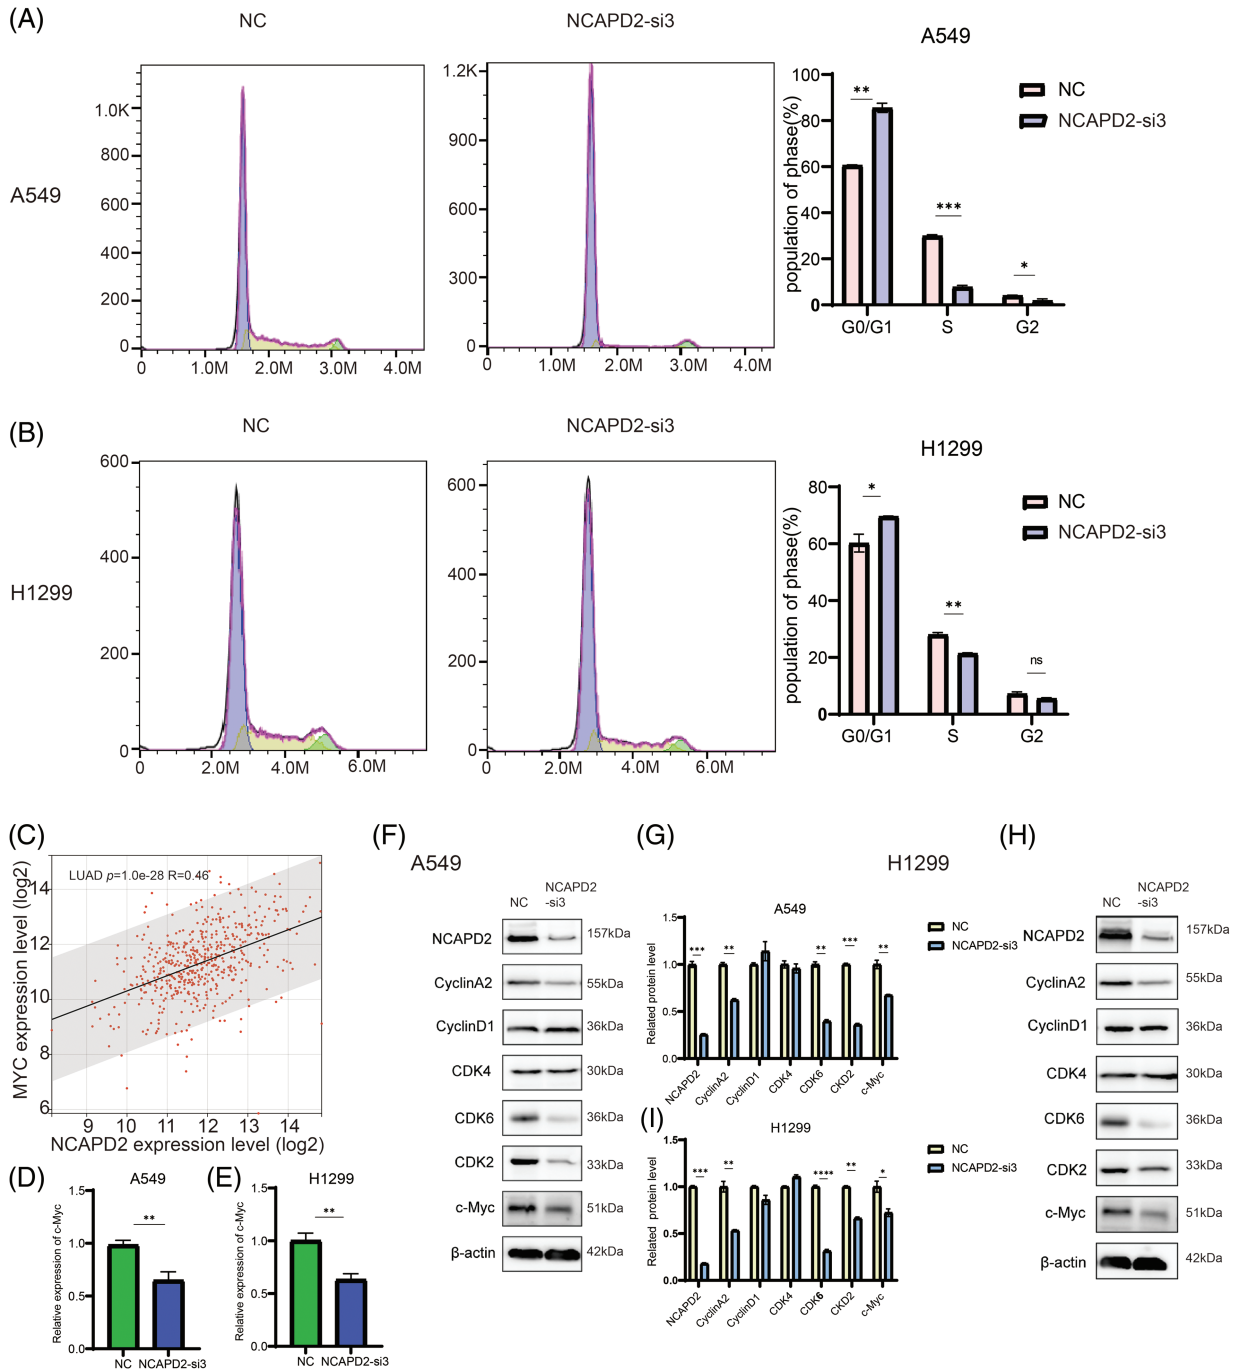 (A)
NC
NCAPD2-si3
A549
A549
1.0K
800
600
400
200
0
0 1.0M 2.0M 3.0M 4.0M
1.2K
900
600
300
0
0 1.0M 2.0M 3.0M 4.0M
population of phase(%)
100
80
60
40
20
0
** *** *
G0/G1 S G2
NC
NCAPD2-si3
(B)
NC
NCAPD2-si3
H1299
H1299
600
400
200
0
0 2.0M 4.0M 6.0M
600
400
200
0
0 2.0M 4.0M 6.0M
population of phase(%)
80
60
40
20
0
* ** ns
G0/G1 S G2
NC
NCAPD2-si3
(C)
MYC expression level (log2)
LUAD p=1.0e-28 R=0.46
14
12
10
8
6
9 10 11 12 13 14
NCAPD2 expression level (log2)
(D)
A549
Relative expression of c-Myc
1.5
1.0
0.5
0.0
**
NC NCAPD2-si3
(E)
H1299
Relative expression of c-Myc
1.5
1.0
0.5
0.0
**
NC NCAPD2-si3
(F)
A549
NC NCAPD2
-si3
NCAPD2 157kDa
CyclinA2 55kDa
CyclinD1 36kDa
CDK4 30kDa
CDK6 36kDa
CDK2 33kDa
c-Myc 51kDa
β-actin 42kDa
(G)
A549
Related protein level
1.5
1.0
0.5
0.0
*** ** ** *** **
NCAPD2 CyclinA2 CyclinD1 CDK4 CDK6 CKD2 c-Myc
NC
NCAPD2-si3
(I)
H1299
Related protein level
1.5
1.0
0.5
0.0
*** ** **** ** *
NCAPD2 CyclinA2 CyclinD1 CDK4 CDK6 CKD2 c-Myc
NC
NCAPD2-si3
(H)
H1299
NC NCAPD2
-si3
NCAPD2 157kDa
CyclinA2 55kDa
CyclinD1 36kDa
CDK4 30kDa
CDK6 36kDa
CDK2 33kDa
c-Myc 51kDa
β-actin 42kDa